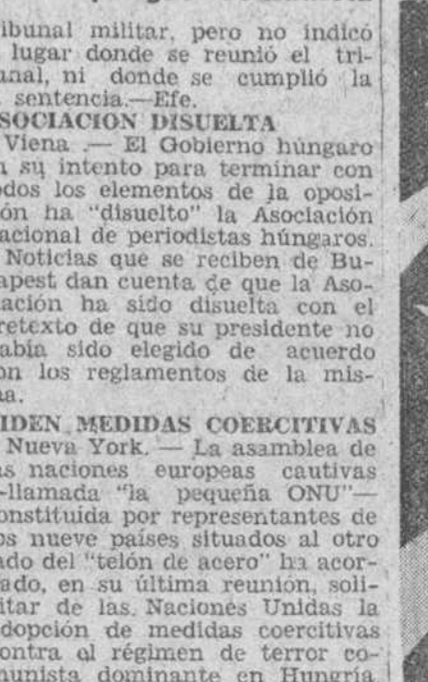 ibunal militar, pero no indicó
lugar donde se reunió el tri-
unal, ni donde se cumplió la
sentencia.—Efe.
SOCIACION DISUELTA
Viena .— El Gobierno húngaro
n su intento para terminar con
odos los elementos de la oposi-
ón ha "disuelto" la Asociación
acional de periodistas húngaros.
Noticias que se reciben de Bu-
apest dan cuenta de que la Aso-
iación ha sido disuelta con el
retexto de que su presidente no
abía sido elegido de acuerdo
on los reglamentos de la mis-
na.
IDEN MEDIDAS COERCITIVAS
Nueva York. — La asamblea de
as naciones europeas cautivas
—llamada "la pequeña ONU"—
onstituida por representantes de
os nueve países situados al otro
ado del "telón de acero" ha acor-
ado, en su última reunión, soli-
itar de las Naciones Unidas la
dopción de medidas coercitivas
ontra el régimen de terror co-
munista dominante en Hungría